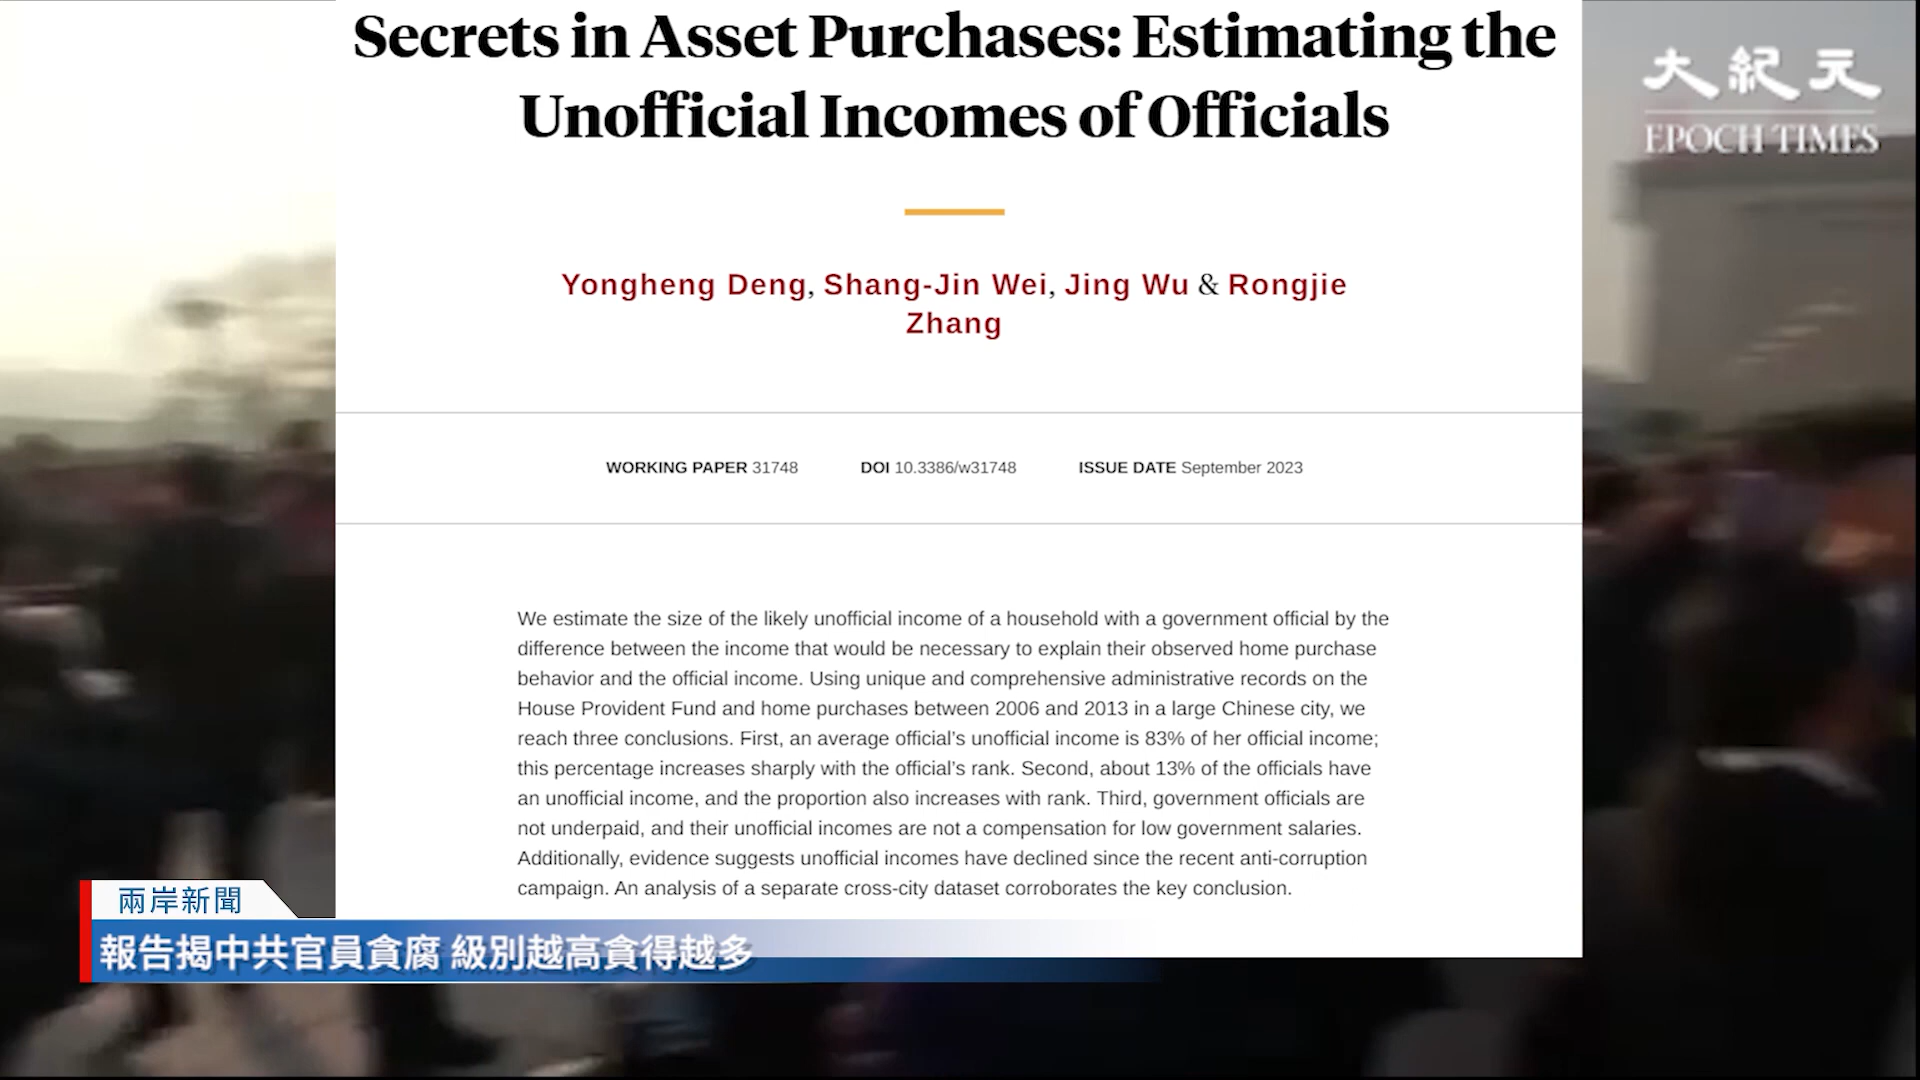 Secrets in Asset Purchases: Estimating the
Unofficial Incomes of Officials
大紀元
EPOCH TIMES
Yongheng Deng, Shang-Jin Wei, Jing Wu & Rongjie
Zhang
WORKING PAPER 31748 DOI 10.3386/w31748 ISSUE DATE September 2023
We estimate the size of the likely unofficial income of a household with a government official by the
difference between the income that would be necessary to explain their observed home purchase
behavior and the official income. Using unique and comprehensive administrative records on the
House Provident Fund and home purchases between 2006 and 2013 in a large Chinese city, we
reach three conclusions. First, an average official’s unofficial income is 83% of her official income;
this percentage increases sharply with the official’s rank. Second, about 13% of the officials have
an unofficial income, and the proportion also increases with rank. Third, government officials are
not underpaid, and their unofficial incomes are not a compensation for low government salaries.
Additionally, evidence suggests unofficial incomes have declined since the recent anti-corruption
campaign. An analysis of a separate cross-city dataset corroborates the key conclusion.
兩岸新聞
報告揭中共官員貪腐 級別越高貪得越多